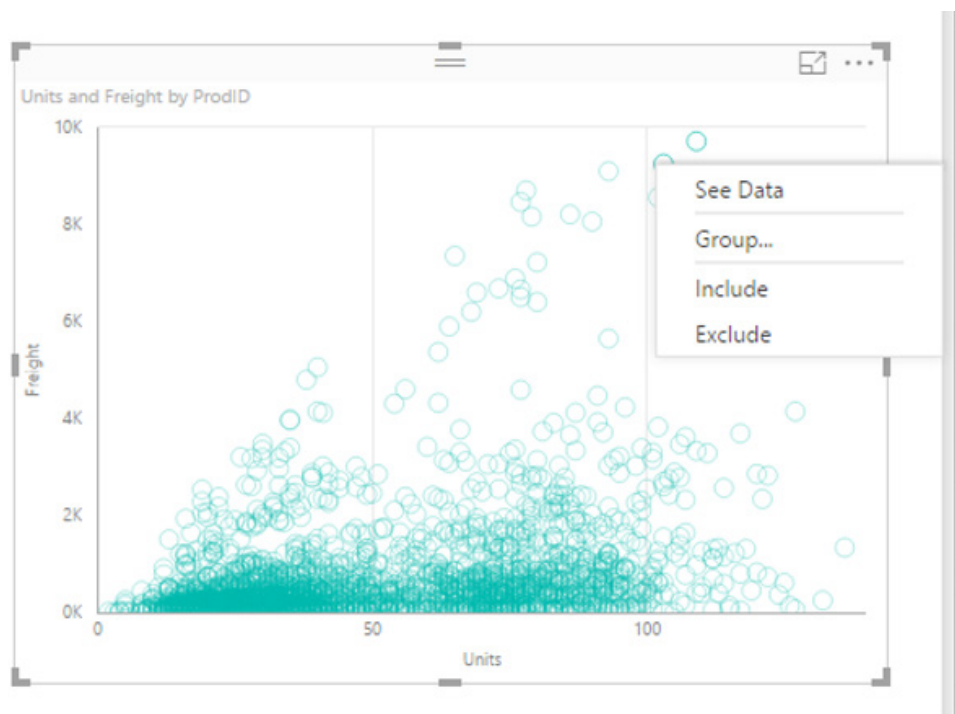 Units and Freight by ProdID
10K
8K
6K
4K
2K
0K
Freight
0
50
100
Units
See Data
Group...
Include
Exclude